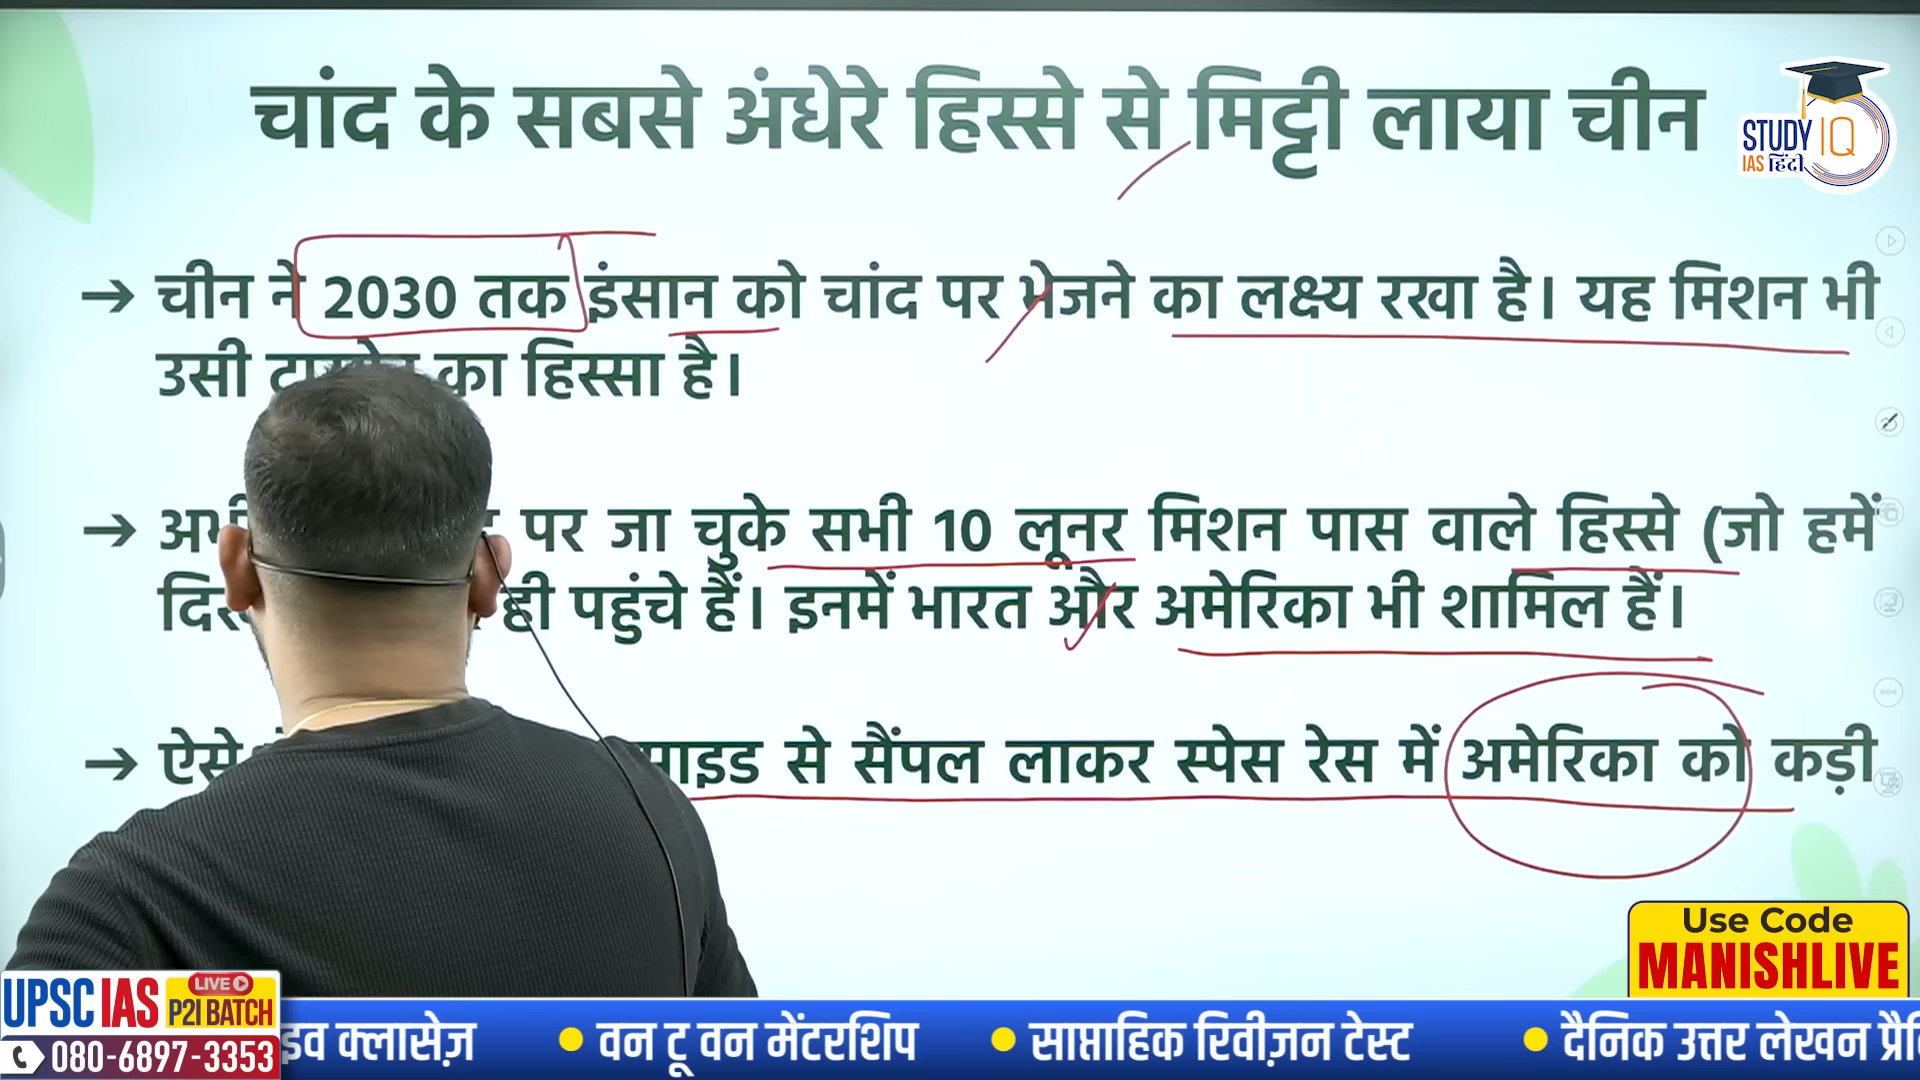 चांद के सबसे अंधेरे हिस्से से मिट्टी लाया चीन
STUDY IQ
IAS हिंदी
→ चीन ने 2030 तक इंसान को चांद पर भेजने का लक्ष्य रखा है। यह मिशन भी
उसी का हिस्सा है।
→ पर जा चुके सभी 10 लूनर मिशन पास वाले हिस्से (जो हमें
ही पहुंचे हैं। इनमें भारत और अमेरिका भी शामिल हैं।
→ ऐसे से सैंपल लाकर स्पेस रेस में अमेरिका को कड़ी
Use Code
MANISHLIVE
UPSC IAS LIVE
P2I BATCH
080-6897-3353
क्लासेज़ • वन टू वन मेंटरशिप • साप्ताहिक रिवीज़न टेस्ट • दैनिक उत्तर लेखन